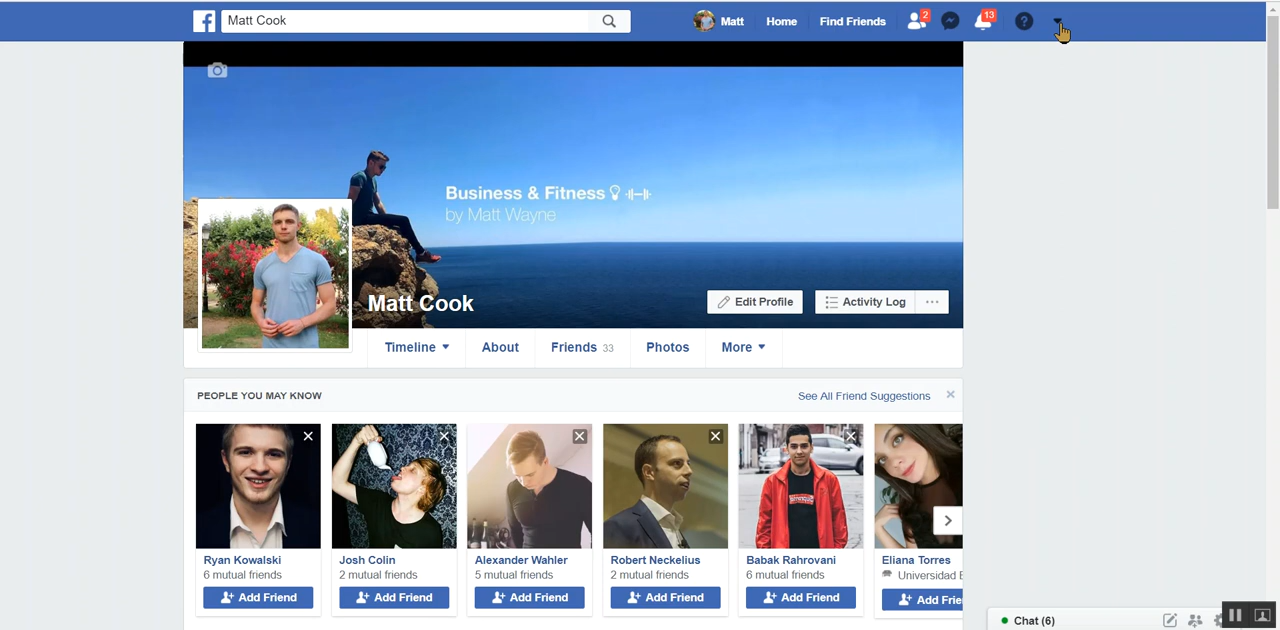 f Matt Cook
Matt Home Find Friends 2 13 ?
Business & Fitness
by Matt Wayne
Matt Cook
Edit Profile Activity Log ...
Timeline About Friends 33 Photos More
PEOPLE YOU MAY KNOW See All Friend Suggestions
Ryan Kowalski Josh Colin Alexander Wahler Robert Neckelius Babak Rahrovani Eliana Torres
6 mutual friends 2 mutual friends 5 mutual friends 2 mutual friends 6 mutual friends Universidad
Add Friend Add Friend Add Friend Add Friend Add Friend Add Frie
Chat (6)